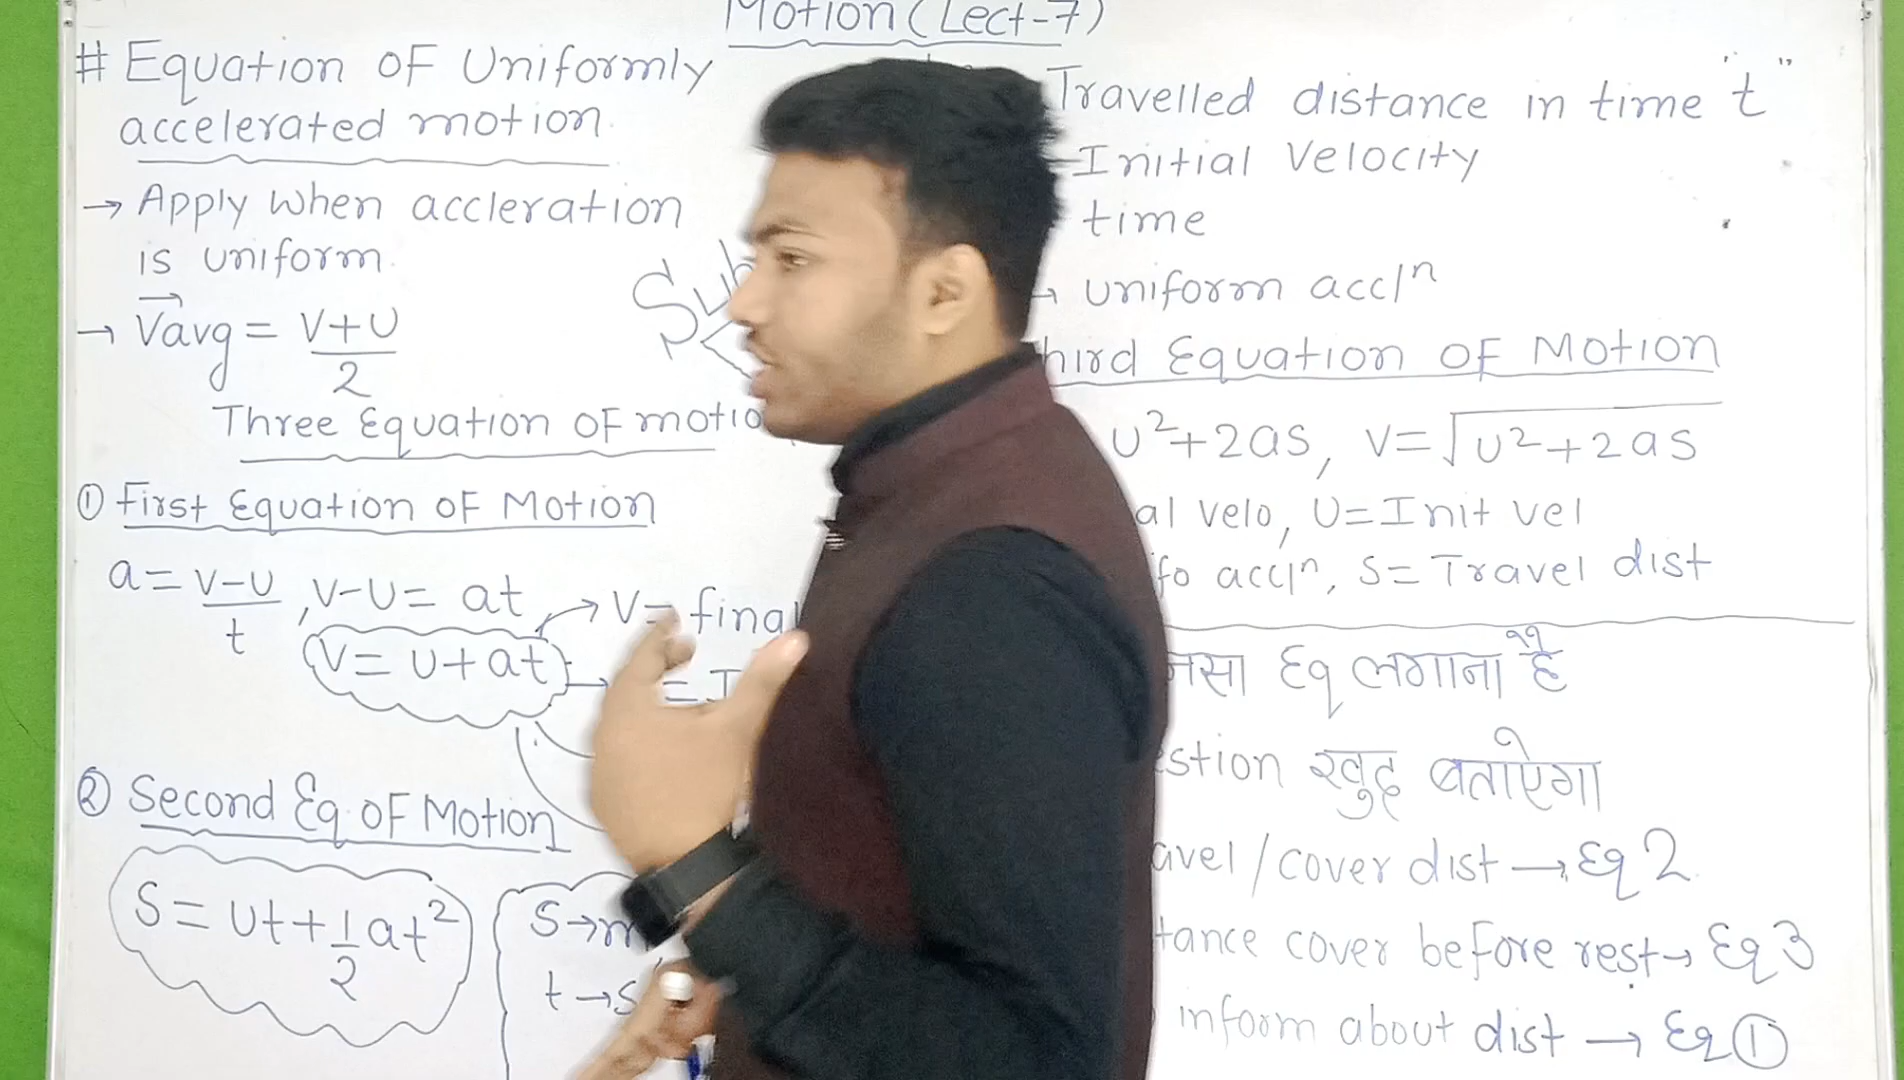 Motion (Lect-7)
# Equation OF Uniformly
accelerated motion
→ Apply when accleration
is uniform
→ Vavg = V+U/2
Three Equation OF motio
① First Equation OF Motion
a = V-U/t , V-U = at
V = U+at
→ V= final
= I
② Second Eq. OF Motion
S = Ut + 1/2 at²
S→m
t→s
Travelled distance in time "t"
Initial Velocity
time
→ uniform acclⁿ
hird Equation OF Motion
U²+2as, V=√U²+2as
al velo, U=Init vel
fo acclⁿ, S= Travel dist
नसा Eq लगाना है ??
stion खुद बताऐगा
avel/cover dist → Eq 2
tance cover before rest → Eq 3
inform about dist → Eq ①